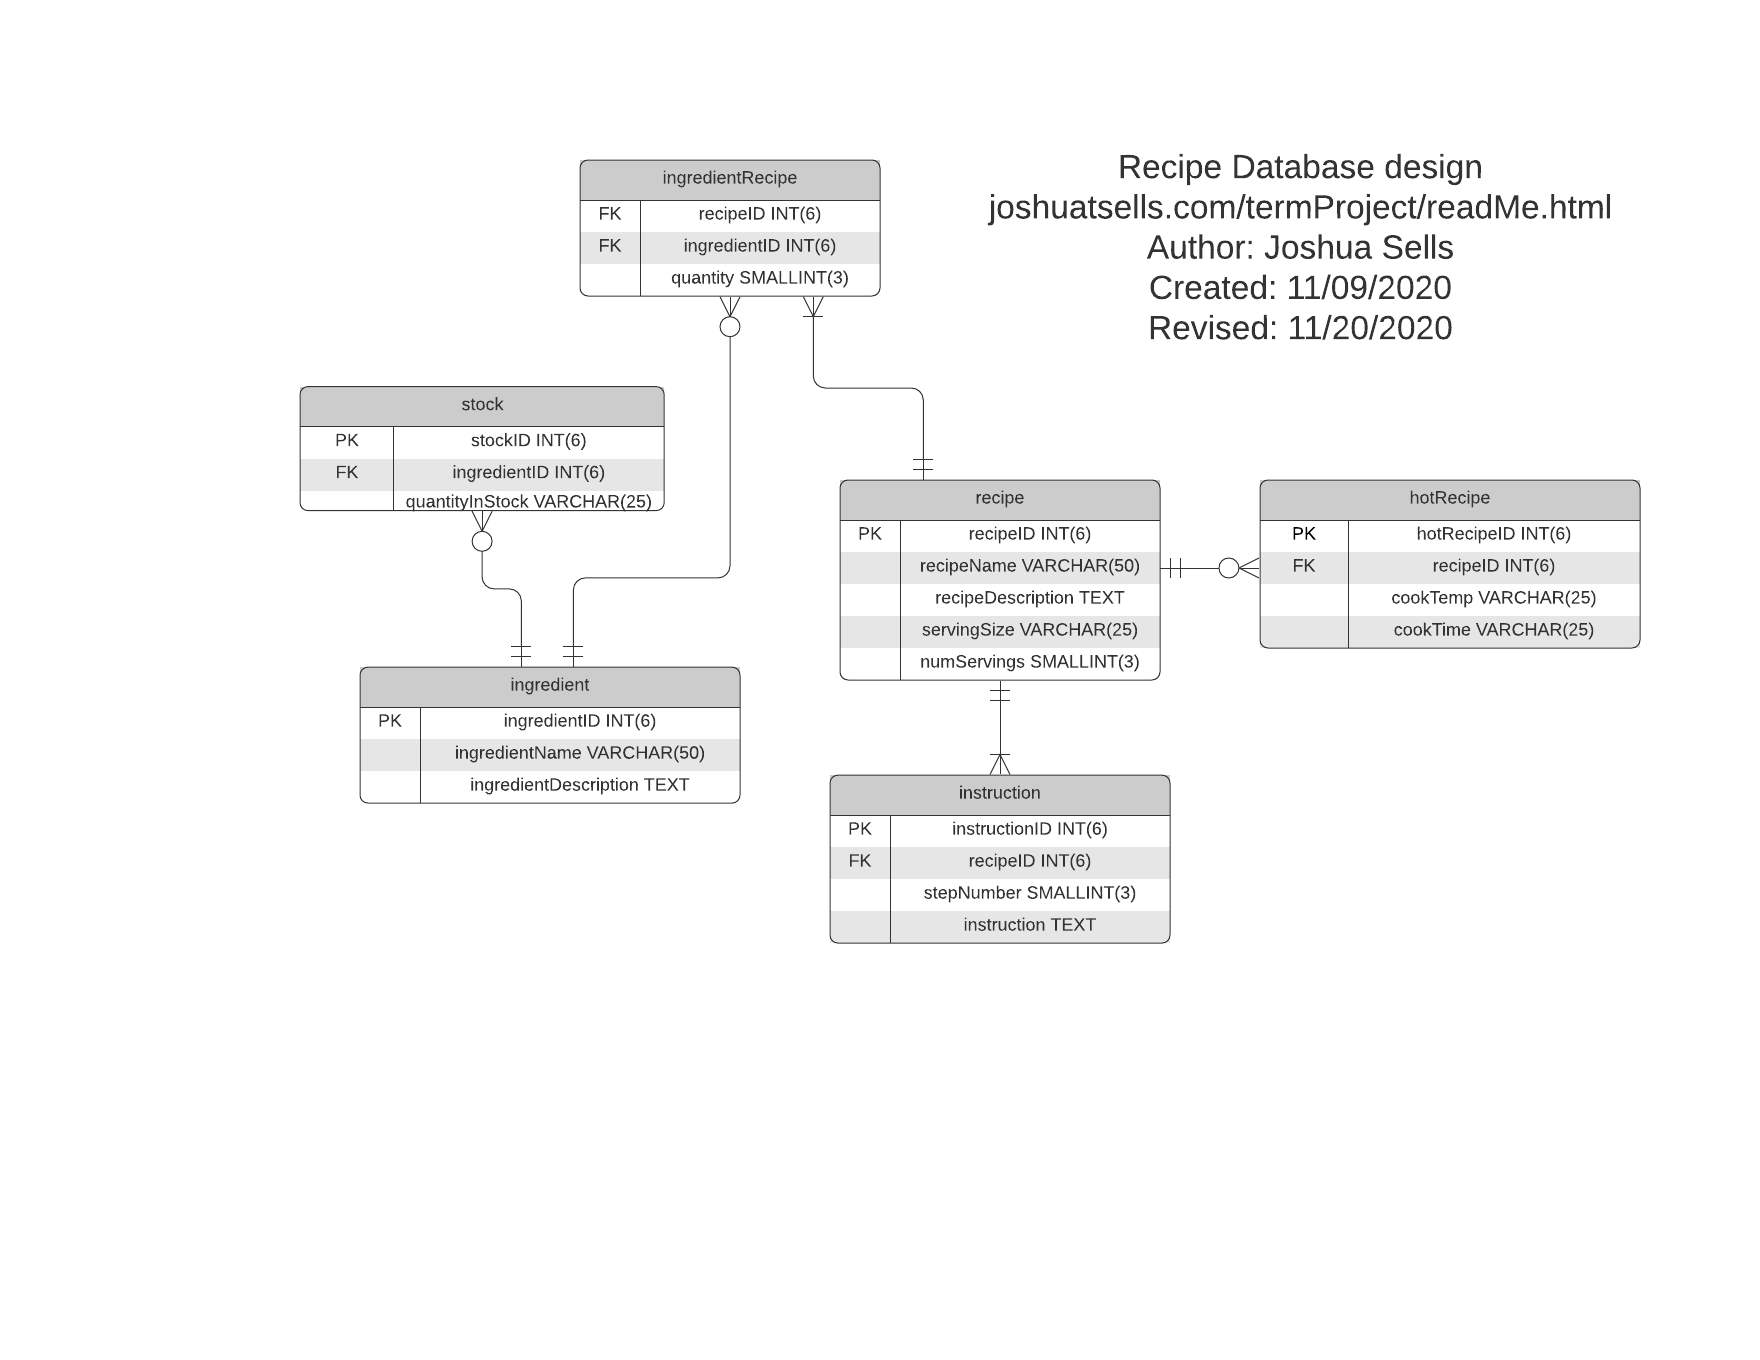 Recipe Database design
joshuatsells.com/termProject/readMe.html
Author: Joshua Sells
Created: 11/09/2020
Revised: 11/20/2020
ingredientRecipe
FK recipeID INT(6)
FK ingredientID INT(6)
quantity SMALLINT(3)
stock
PK stockID INT(6)
FK ingredientID INT(6)
quantityInStock VARCHAR(25)
recipe
PK recipeID INT(6)
recipeName VARCHAR(50)
recipeDescription TEXT
servingSize VARCHAR(25)
numServings SMALLINT(3)
hotRecipe
PK hotRecipeID INT(6)
FK recipeID INT(6)
cookTemp VARCHAR(25)
cookTime VARCHAR(25)
ingredient
PK ingredientID INT(6)
ingredientName VARCHAR(50)
ingredientDescription TEXT
instruction
PK instructionID INT(6)
FK recipeID INT(6)
stepNumber SMALLINT(3)
instruction TEXT